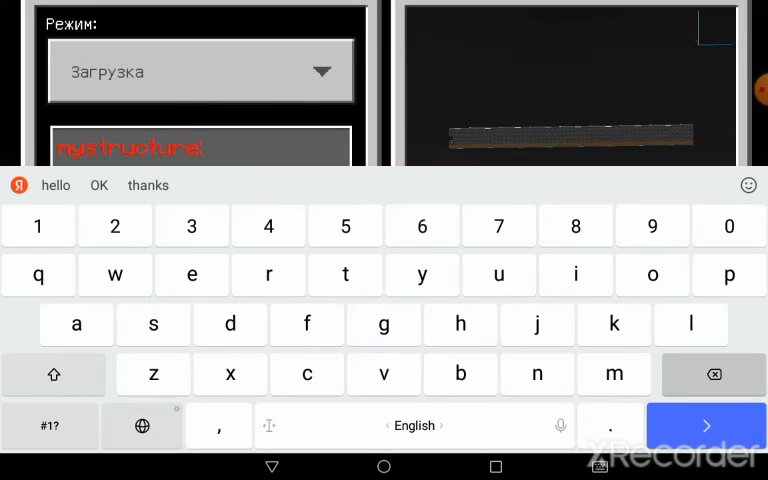 Режим:
Загрузка
mystructure:
Я hello OK thanks
1 2 3 4 5 6 7 8 9 0
q w e r t y u i o p
a s d f g h j k l
z x c v b n m
#1? , English .
XRecorder